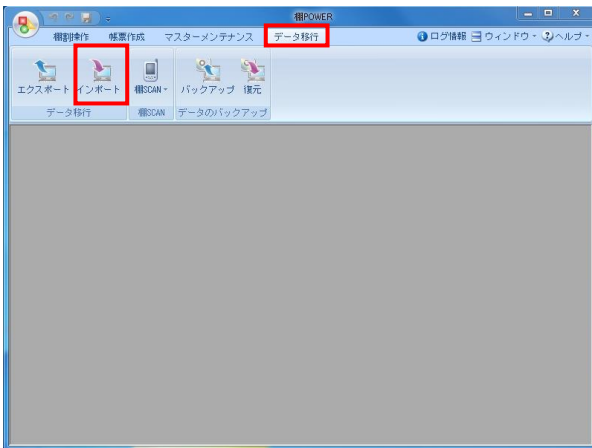 棚POWER
棚割操作 帳票作成 マスターメンテナンス データ移行 ログ情報 ウィンドウ ヘルプ
エクスポート インポート 棚SCAN バックアップ 復元
データ移行 棚SCAN データのバックアップ